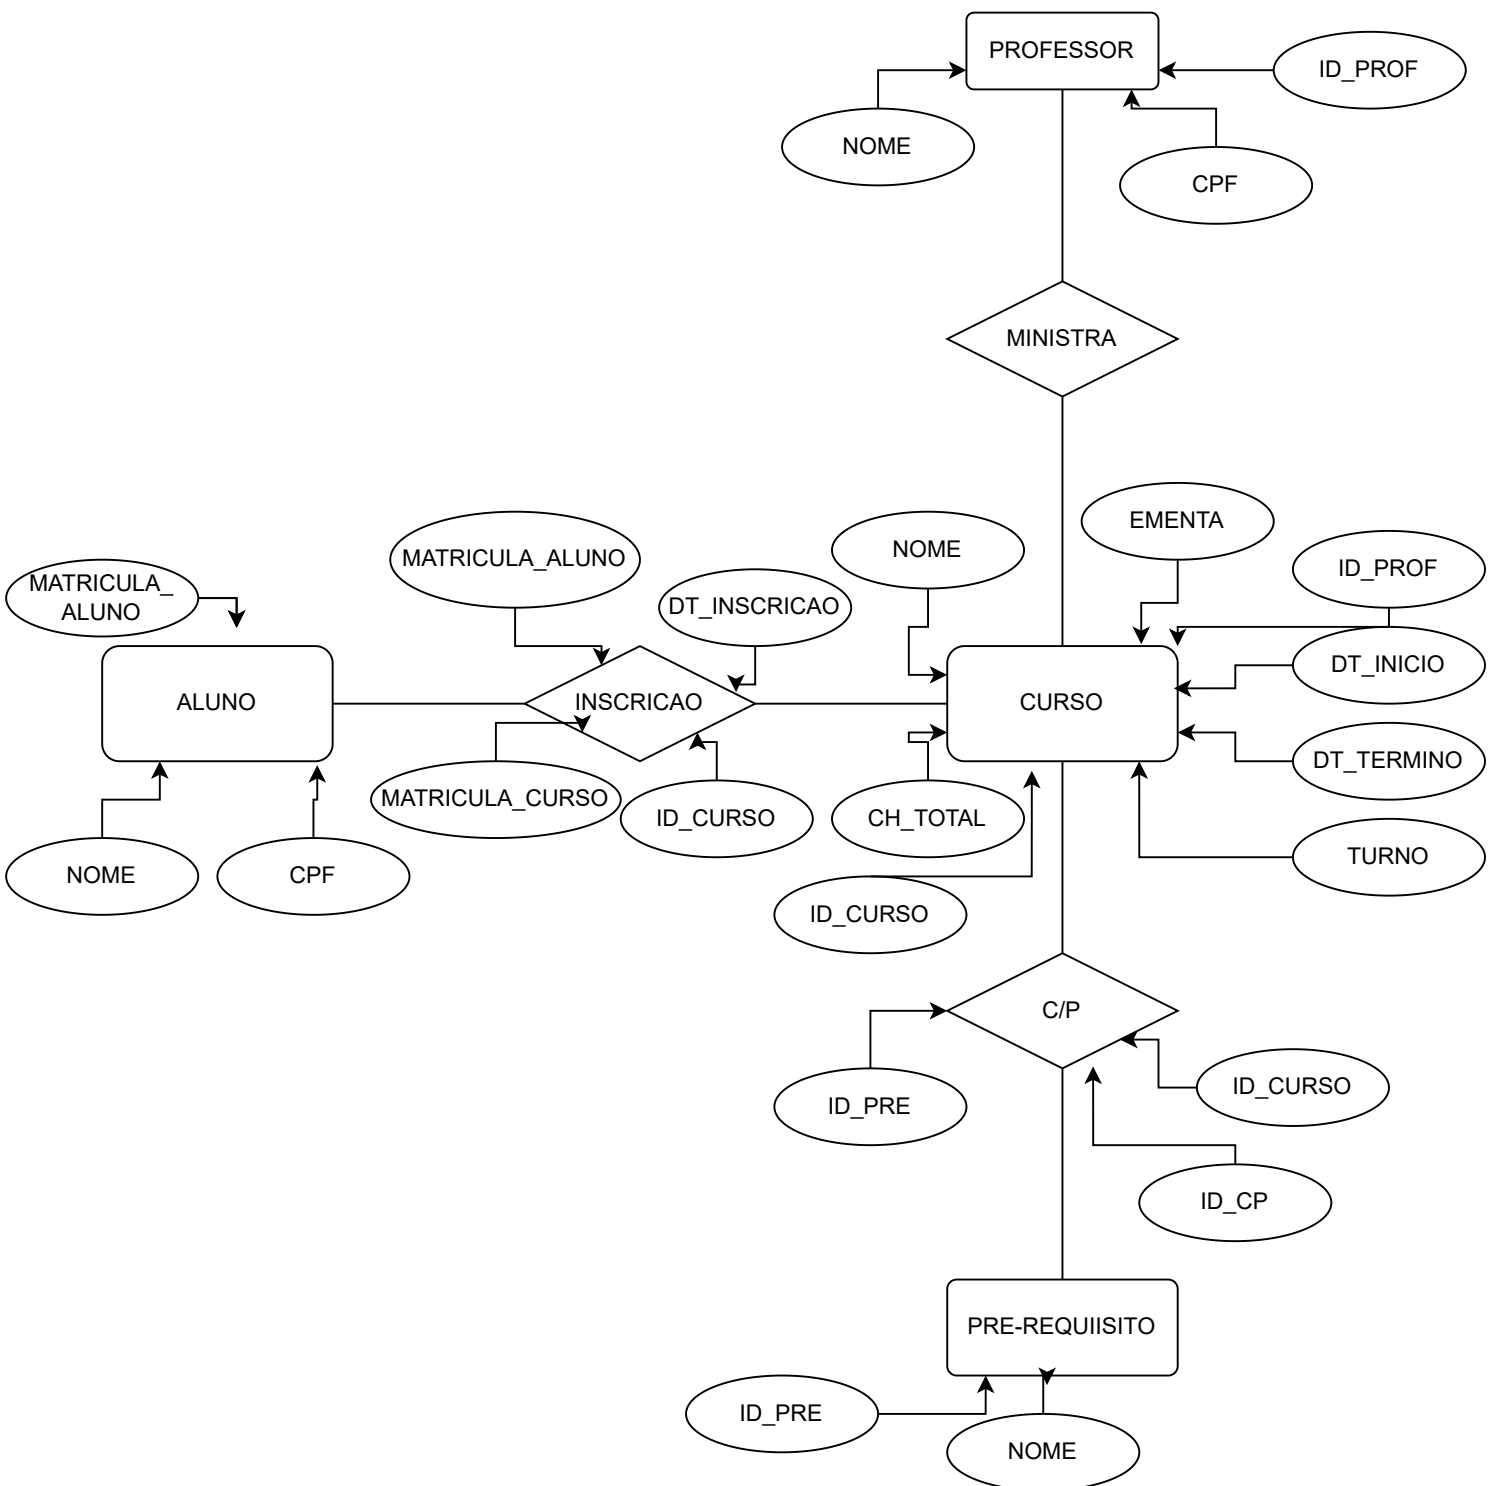 PROFESSOR
ID_PROF
NOME
CPF
MINISTRA
EMENTA
NOME
MATRICULA_ALUNO
ID_PROF
MATRICULA_
ALUNO
DT_INSCRICAO
DT_INICIO
ALUNO
INSCRICAO
CURSO
DT_TERMINO
MATRICULA_CURSO
ID_CURSO
CH_TOTAL
TURNO
NOME
CPF
ID_CURSO
C/P
ID_PRE
ID_CURSO
ID_CP
PRE-REQUIISITO
ID_PRE
NOME